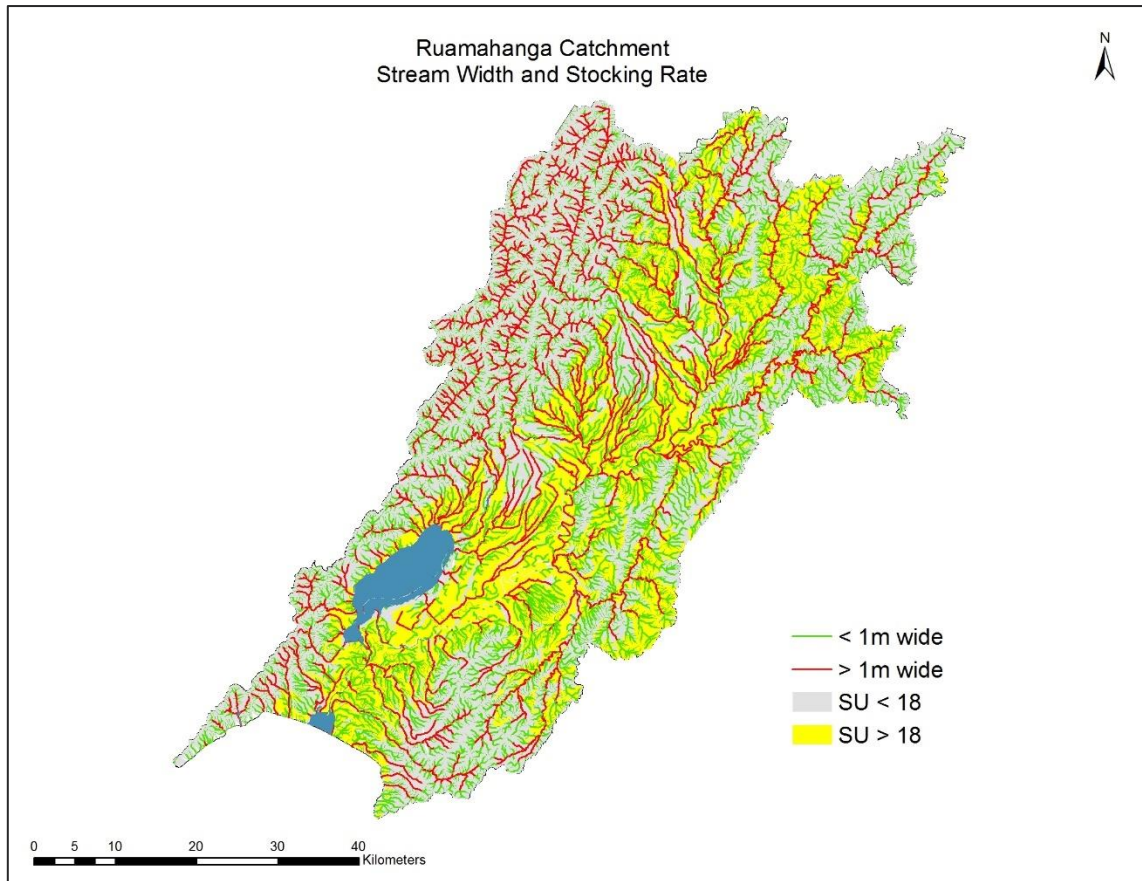 Ruamahanga Catchment
Stream Width and Stocking Rate
N
< 1m wide
> 1m wide
SU < 18
SU > 18
0 5 10 20 30 40
Kilometers